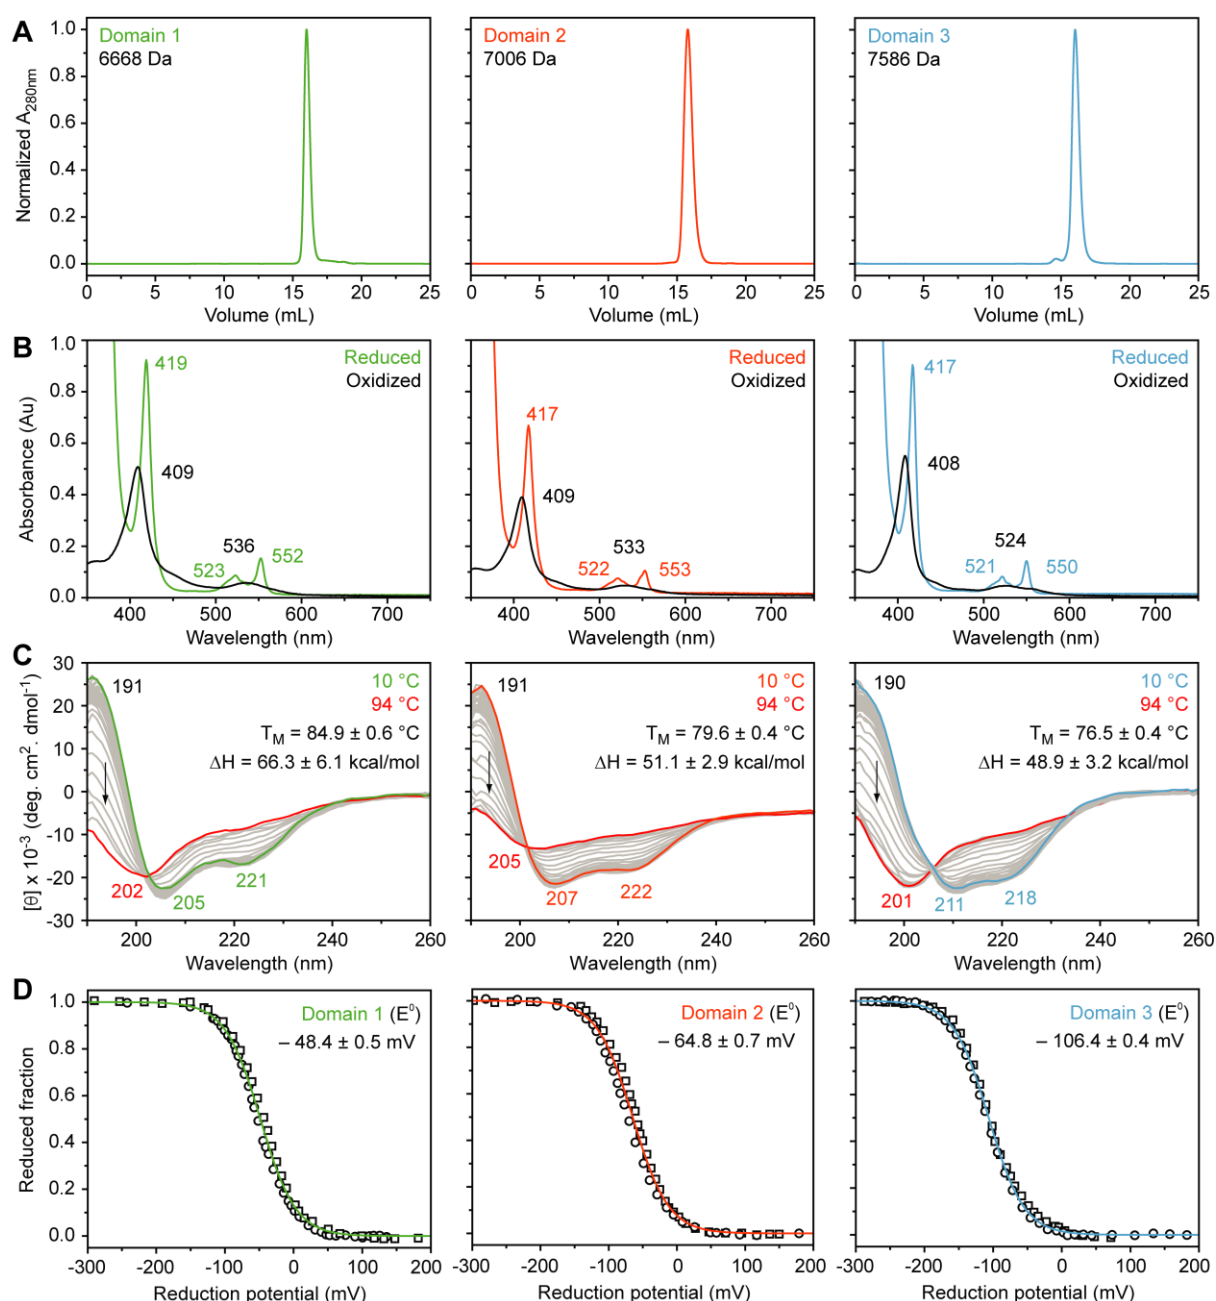 A
Domain 1
6668 Da
Domain 2
7006 Da
Domain 3
7586 Da
Normalized A280nm
1.0
0.8
0.6
0.4
0.2
0.0
0 5 10 15 20 25
0 5 10 15 20 25
0 5 10 15 20 25
Volume (mL)
Volume (mL)
Volume (mL)
B
Absorbance (Au)
1.0
0.8
0.6
0.4
0.2
0.0
Reduced
Oxidized
419
409
536
523
552
Reduced
Oxidized
417
409
533
522
553
Reduced
Oxidized
417
408
524
521
550
400 500 600 700
400 500 600 700
400 500 600 700
Wavelength (nm)
Wavelength (nm)
Wavelength (nm)
C
[θ] x 10⁻³ (deg. cm². dmol⁻¹)
30
20
10
0
-10
-20
-30
191
10 °C
94 °C
TM = 84.9 ± 0.6 °C
ΔH = 66.3 ± 6.1 kcal/mol
202
205
221
191
10 °C
94 °C
TM = 79.6 ± 0.4 °C
ΔH = 51.1 ± 2.9 kcal/mol
205
207
222
190
10 °C
94 °C
TM = 76.5 ± 0.4 °C
ΔH = 48.9 ± 3.2 kcal/mol
201
211
218
200 220 240 260
200 220 240 260
200 220 240 260
Wavelength (nm)
Wavelength (nm)
Wavelength (nm)
D
Reduced fraction
1.0
0.8
0.6
0.4
0.2
0.0
Domain 1 (E⁰)
– 48.4 ± 0.5 mV
Domain 2 (E⁰)
– 64.8 ± 0.7 mV
Domain 3 (E⁰)
– 106.4 ± 0.4 mV
-300 -200 -100 0 100 200
-300 -200 -100 0 100 200
-300 -200 -100 0 100 200
Reduction potential (mV)
Reduction potential (mV)
Reduction potential (mV)